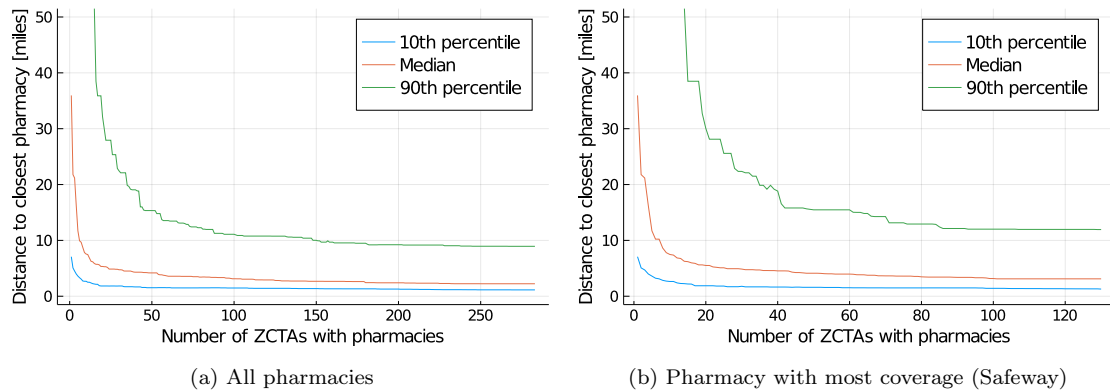 Distance to closest pharmacy [miles]
50
40
30
20
10
0
10th percentile
Median
90th percentile
0
50
100
150
200
250
Number of ZCTAs with pharmacies
(a) All pharmacies
Distance to closest pharmacy [miles]
50
40
30
20
10
0
10th percentile
Median
90th percentile
0
20
40
60
80
100
120
Number of ZCTAs with pharmacies
(b) Pharmacy with most coverage (Safeway)